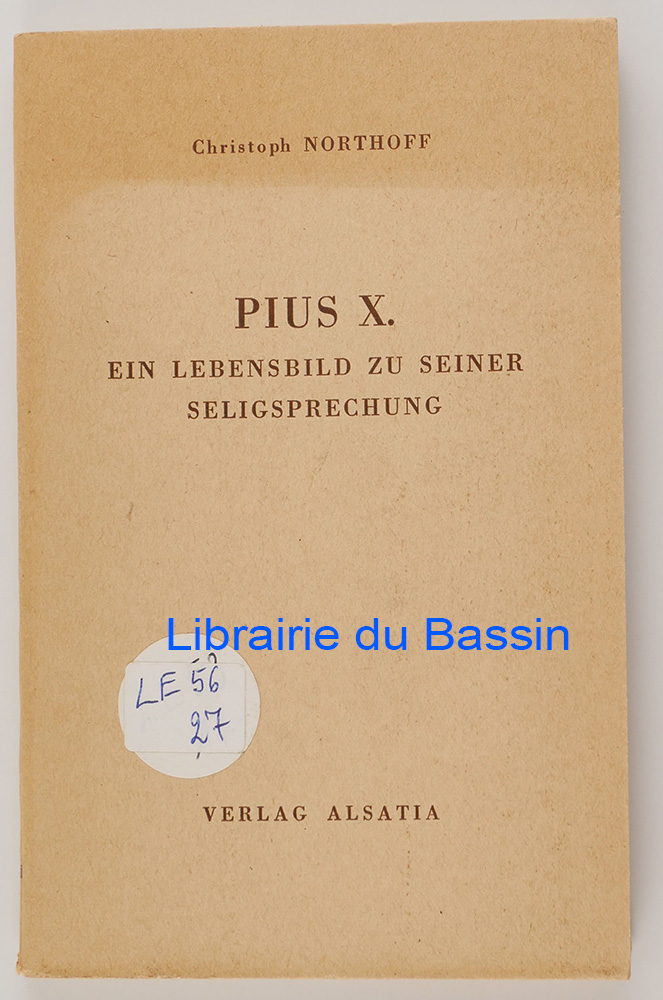 Christoph NORTHOFF
PIUS X.
EIN LEBENSBILD ZU SEINER
SELIGSPRECHUNG
Librairie du Bassin
LE 56
27
VERLAG ALSATIA